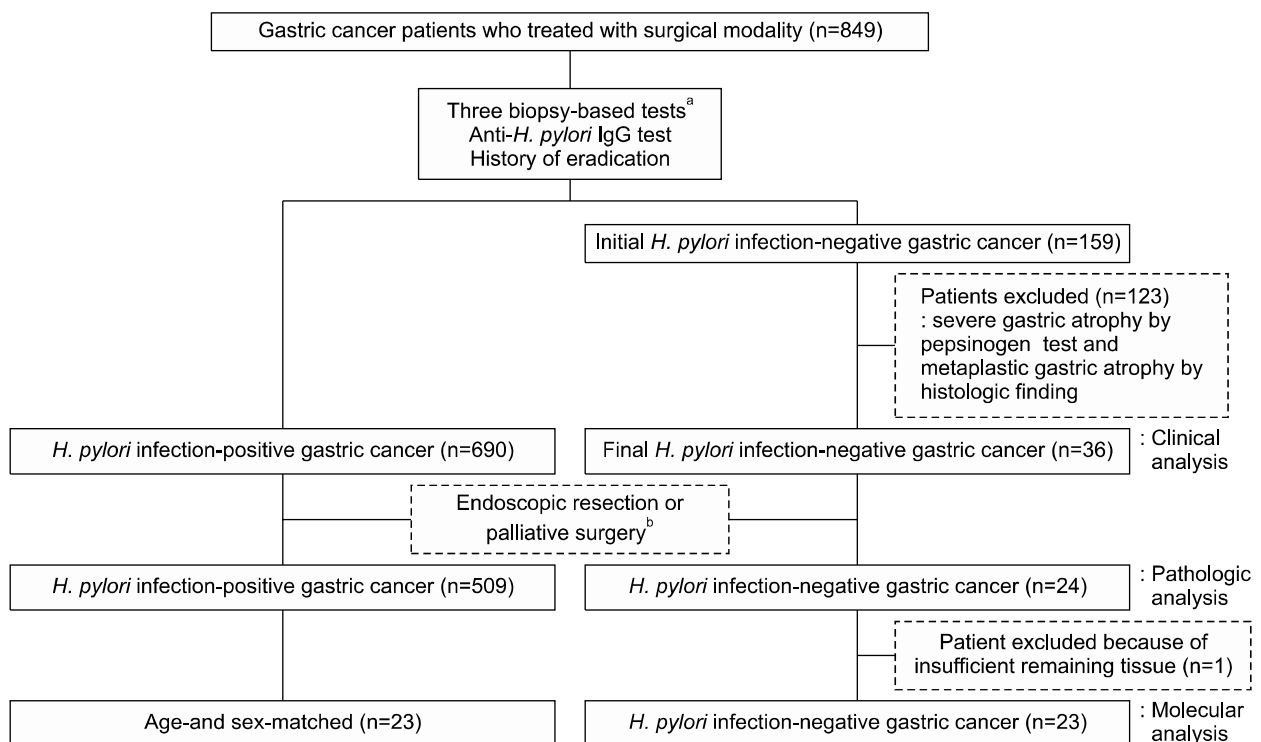 Gastric cancer patients who treated with surgical modality (n=849)
Three biopsy-based testsᵃ
Anti-H. pylori IgG test
History of eradication
Initial H. pylori infection-negative gastric cancer (n=159)
Patients excluded (n=123)
: severe gastric atrophy by
pepsinogen test and
metaplastic gastric atrophy by
histologic finding
H. pylori infection-positive gastric cancer (n=690)
Final H. pylori infection-negative gastric cancer (n=36)
: Clinical
analysis
Endoscopic resection or
palliative surgeryᵇ
H. pylori infection-positive gastric cancer (n=509)
H. pylori infection-negative gastric cancer (n=24)
: Pathologic
analysis
Patient excluded because of
insufficient remaining tissue (n=1)
Age-and sex-matched (n=23)
H. pylori infection-negative gastric cancer (n=23)
: Molecular
analysis